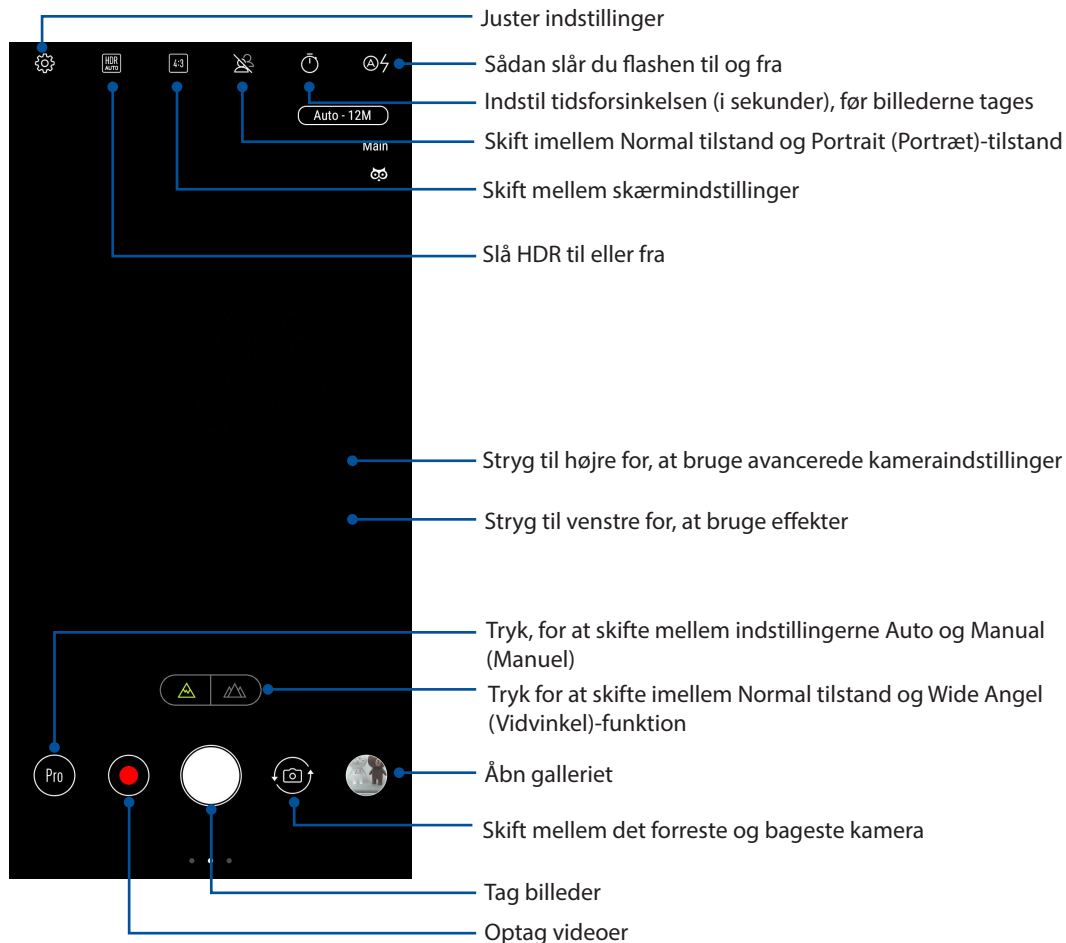 Juster indstillinger
HDR
AUTO
4:3
A
Sådan slår du flashen til og fra
Indstil tidsforsinkelsen (i sekunder), før billederne tages
Auto - 12M
Skift imellem Normal tilstand og Portrait (Portræt)-tilstand
Main
Skift mellem skærmindstillinger
Slå HDR til eller fra
Stryg til højre for, at bruge avancerede kameraindstillinger
Stryg til venstre for, at bruge effekter
Tryk, for at skifte mellem indstillingerne Auto og Manual
(Manuel)
Tryk for at skifte imellem Normal tilstand og Wide Angel
(Vidvinkel)-funktion
Pro
Åbn galleriet
Skift mellem det forreste og bageste kamera
Tag billeder
Optag videoer